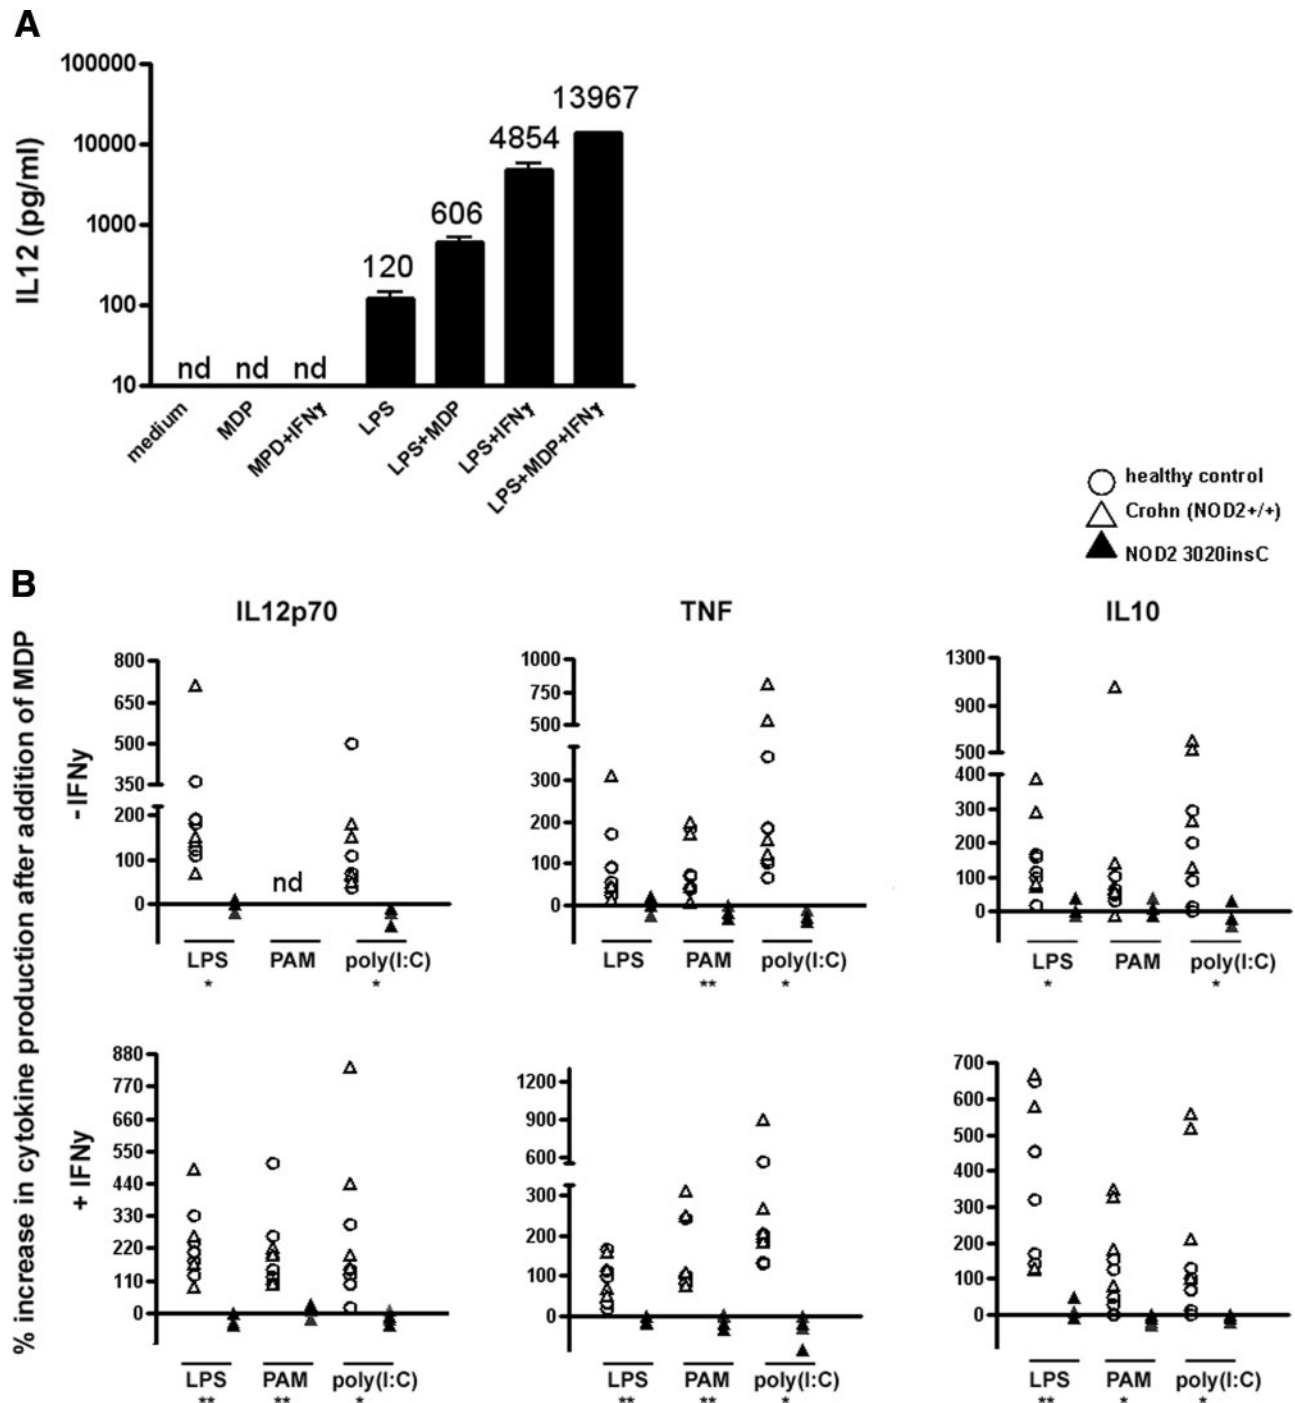 A
100000
10000
1000
100
10
IL12 (pg/ml)
nd nd nd 120 606 4854 13967
medium MDP MPD+IFNγ LPS LPS+MDP LPS+IFNγ LPS+MDP+IFNγ
healthy control
Crohn (NOD2+/+)
NOD2 3020insC
B
% increase in cytokine production after addition of MDP
IL12p70 TNF IL10
- IFNy
800
650
500
350
200
100
0
nd
LPS PAM poly(I:C)
* *
1000
750
500
300
200
100
0
LPS PAM poly(I:C)
** *
1300
900
500
400
300
200
100
0
LPS PAM poly(I:C)
* *
+ IFNy
880
770
660
550
440
330
220
110
0
LPS PAM poly(I:C)
** ** *
1200
900
600
300
200
100
0
LPS PAM poly(I:C)
** ** *
700
600
500
400
300
200
100
0
LPS PAM poly(I:C)
** * *